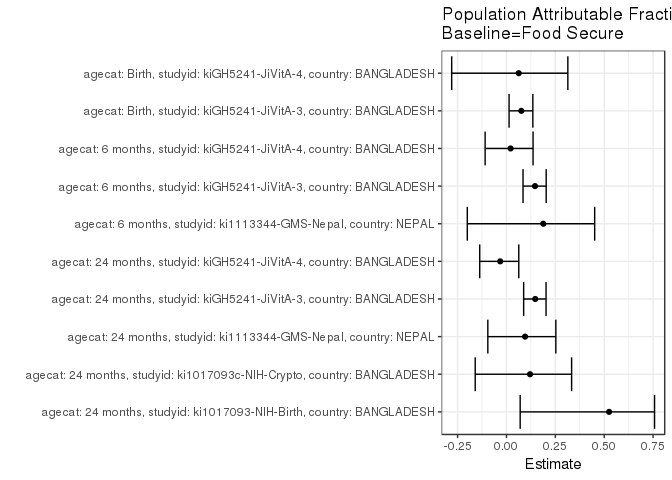 Population Attributable Fracti
Baseline=Food Secure
agecat: Birth, studyid: kiGH5241-JiVitA-4, country: BANGLADESH
agecat: Birth, studyid: kiGH5241-JiVitA-3, country: BANGLADESH
agecat: 6 months, studyid: kiGH5241-JiVitA-4, country: BANGLADESH
agecat: 6 months, studyid: kiGH5241-JiVitA-3, country: BANGLADESH
agecat: 6 months, studyid: ki1113344-GMS-Nepal, country: NEPAL
agecat: 24 months, studyid: kiGH5241-JiVitA-4, country: BANGLADESH
agecat: 24 months, studyid: kiGH5241-JiVitA-3, country: BANGLADESH
agecat: 24 months, studyid: ki1113344-GMS-Nepal, country: NEPAL
agecat: 24 months, studyid: ki1017093c-NIH-Crypto, country: BANGLADESH
agecat: 24 months, studyid: ki1017093-NIH-Birth, country: BANGLADESH
-0.25 0.00 0.25 0.50 0.75
Estimate